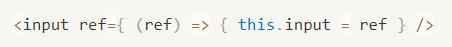 <input ref={ (ref) => { this.input = ref } />